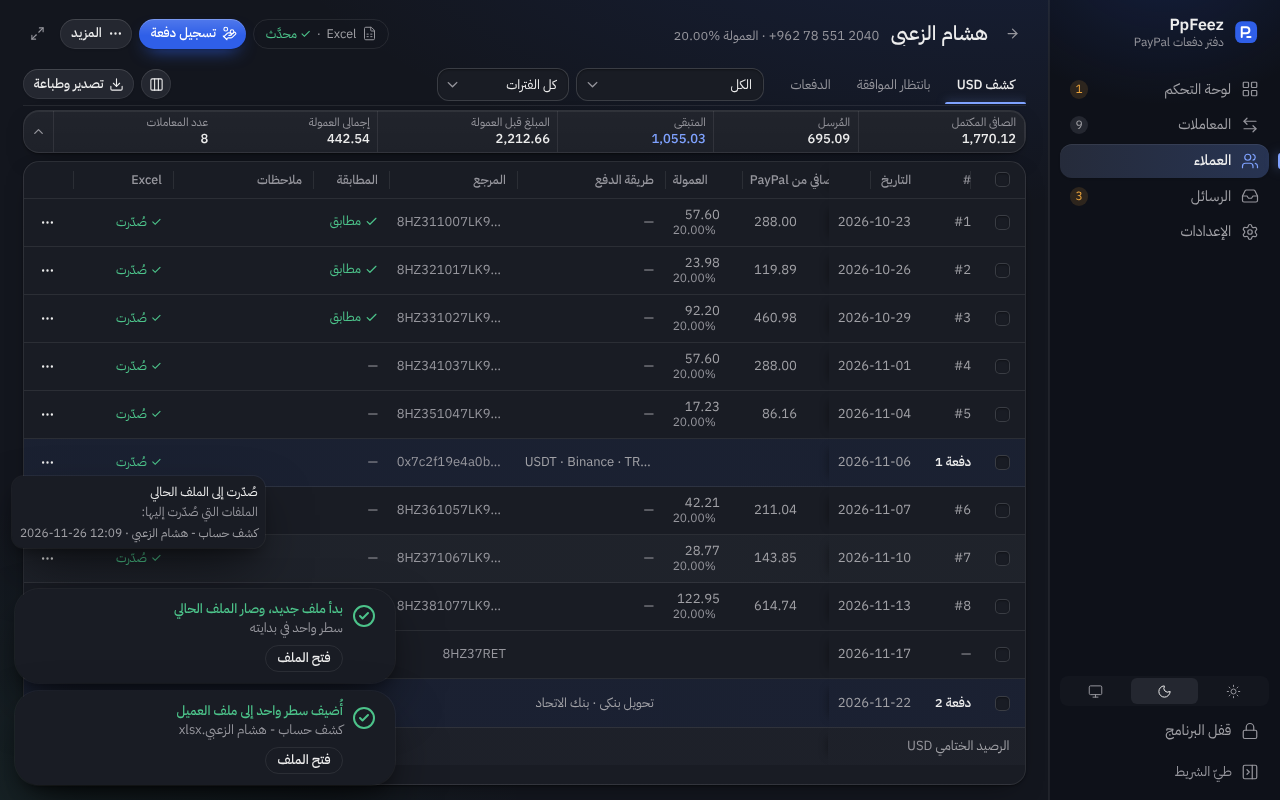 PpFeez
دفتر دفعات PayPal
لوحة التحكم 1
المعاملات 9
العملاء
الرسائل 3
الإعدادات
قفل البرنامج
طيّ الشريط
هشام الزعبي
+962 78 551 2040 · العمولة 20.00%
Excel · محدَّث
تسجيل دفعة
المزيد
كشف USD
بانتظار الموافقة
الدفعات
الكل
كل الفترات
تصدير وطباعة
الصافي المكتمل
1,770.12
المُرسل
695.09
المتبقي
1,055.03
المبلغ قبل العمولة
2,212.66
إجمالي العمولة
442.54
عدد المعاملات
8
# التاريخ صافي من PayPal العمولة طريقة الدفع المرجع المطابقة ملاحظات Excel
#1 2026-10-23 288.00 57.60 20.00% — 8HZ311007LK9... مطابق صُدّرت
#2 2026-10-26 119.89 23.98 20.00% — 8HZ321017LK9... مطابق صُدّرت
#3 2026-10-29 460.98 92.20 20.00% — 8HZ331027LK9... مطابق صُدّرت
#4 2026-11-01 288.00 57.60 20.00% — 8HZ341037LK9... — صُدّرت
#5 2026-11-04 86.16 17.23 20.00% — 8HZ351047LK9... — صُدّرت
دفعة 1 2026-11-06 USDT · Binance · TR... 0x7c2f19e4a0b... — صُدّرت
#6 2026-11-07 211.04 42.21 20.00% — 8HZ361057LK9... —
#7 2026-11-10 143.85 28.77 20.00% — 8HZ371067LK9... — صُدّرت
#8 2026-11-13 614.74 122.95 20.00% — 8HZ381077LK9...
— 2026-11-17 8HZ37RET
دفعة 2 2026-11-22 تحويل بنكي · بنك الاتحاد
الرصيد الختامي USD
صُدّرت إلى الملف الحالي
الملفات التي صُدّرت إليها:
كشف حساب - هشام الزعبي · 2026-11-26 12:09
بدأ ملف جديد، وصار الملف الحالي
سطر واحد في بدايته
فتح الملف
أُضيف سطر واحد إلى ملف العميل
كشف حساب - هشام الزعبي.xlsx
فتح الملف